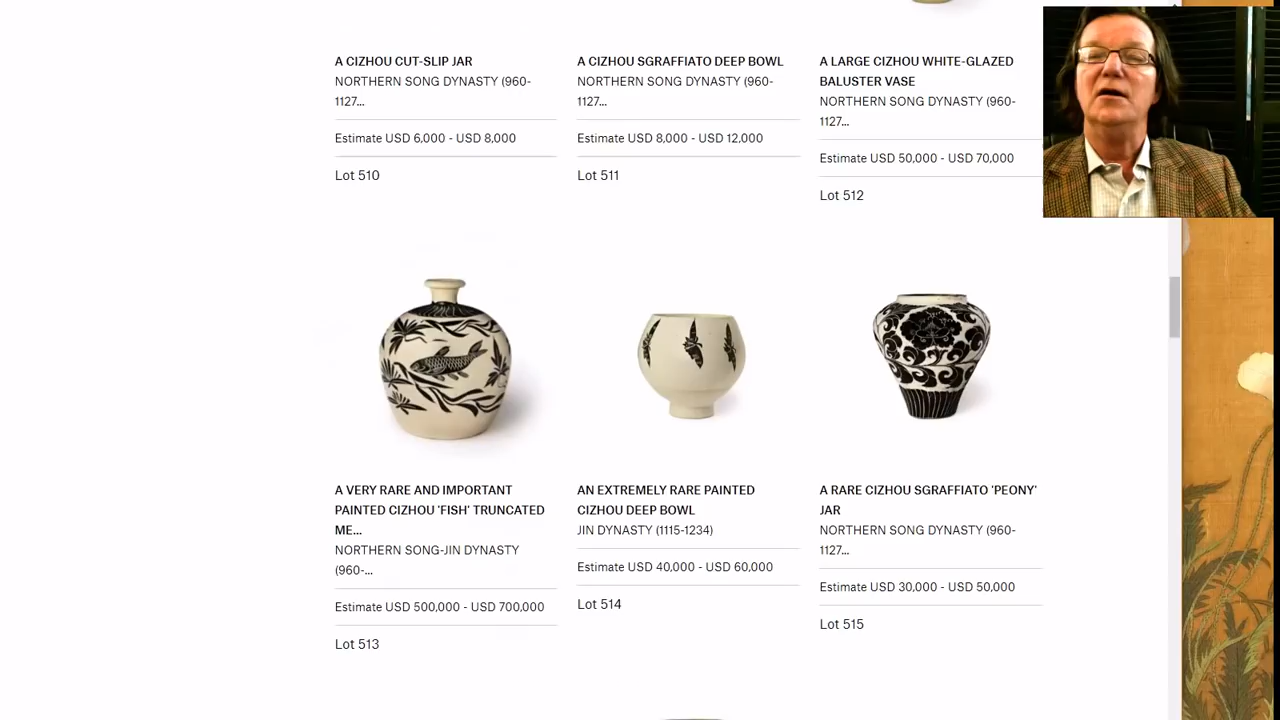 A CIZHOU CUT-SLIP JAR
NORTHERN SONG DYNASTY (960-
1127...
Estimate USD 6,000 - USD 8,000
Lot 510
A CIZHOU SGRAFFIATO DEEP BOWL
NORTHERN SONG DYNASTY (960-
1127...
Estimate USD 8,000 - USD 12,000
Lot 511
A LARGE CIZHOU WHITE-GLAZED
BALUSTER VASE
NORTHERN SONG DYNASTY (960-
1127...
Estimate USD 50,000 - USD 70,000
Lot 512
A VERY RARE AND IMPORTANT
PAINTED CIZHOU 'FISH' TRUNCATED
ME...
NORTHERN SONG-JIN DYNASTY
(960-...
Estimate USD 500,000 - USD 700,000
Lot 513
AN EXTREMELY RARE PAINTED
CIZHOU DEEP BOWL
JIN DYNASTY (1115-1234)
Estimate USD 40,000 - USD 60,000
Lot 514
A RARE CIZHOU SGRAFFIATO 'PEONY'
JAR
NORTHERN SONG DYNASTY (960-
1127...
Estimate USD 30,000 - USD 50,000
Lot 515